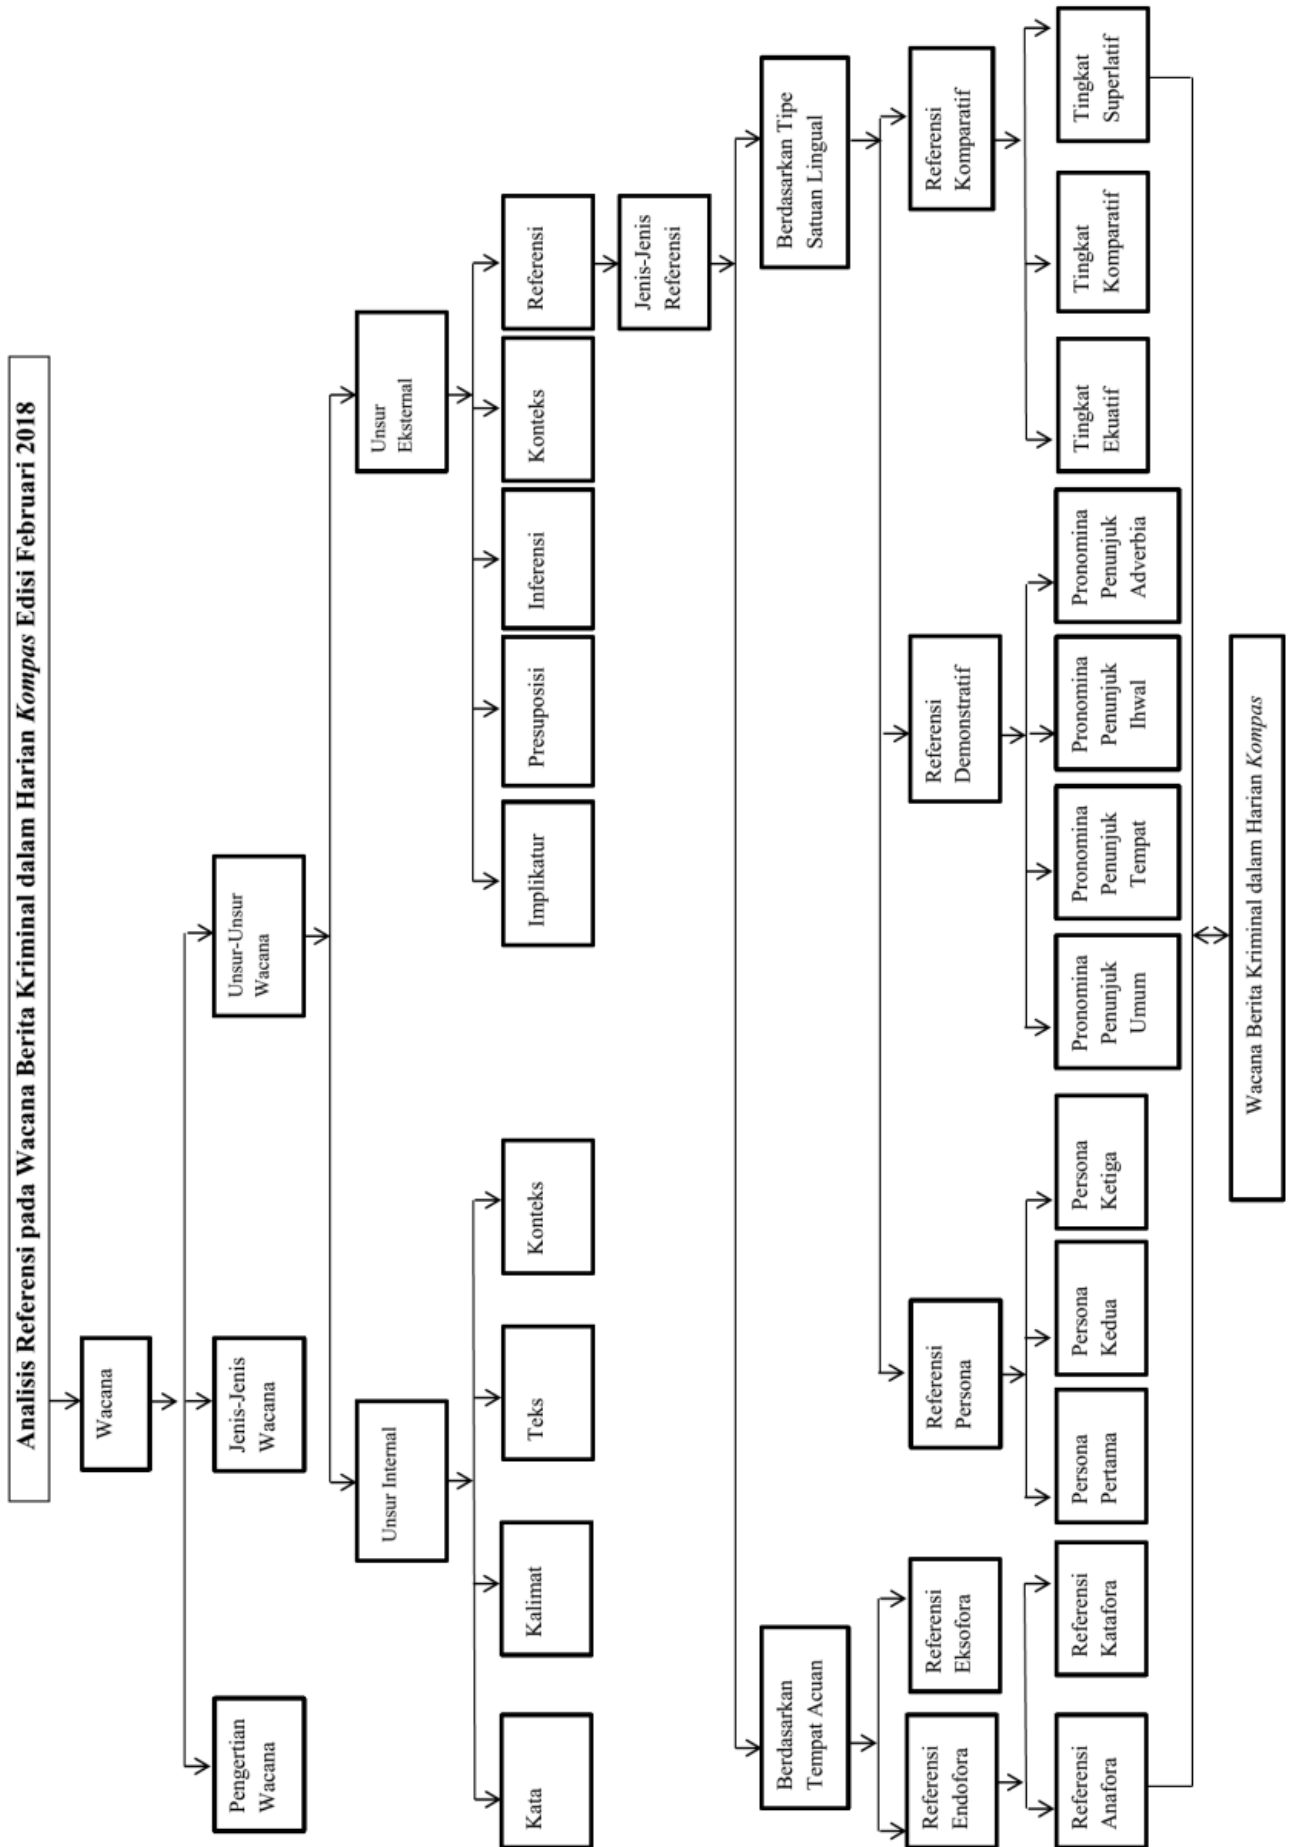 Analisis Referensi pada Wacana Berita Kriminal dalam Harian Kompas Edisi Februari 2018
Wacana
Pengertian
Wacana
Jenis-Jenis
Wacana
Unsur-Unsur
Wacana
Unsur Internal
Unsur
Eksternal
Kata
Kalimat
Teks
Konteks
Implikatur
Presuposisi
Inferensi
Konteks
Referensi
Jenis-Jenis
Referensi
Berdasarkan
Tempat Acuan
Berdasarkan Tipe
Satuan Lingual
Referensi
Endofora
Referensi
Eksofora
Referensi
Persona
Referensi
Demonstratif
Referensi
Komparatif
Referensi
Anafora
Referensi
Katafora
Persona
Pertama
Persona
Kedua
Persona
Ketiga
Pronomina
Penunjuk
Umum
Pronomina
Penunjuk
Tempat
Pronomina
Penunjuk
Ihwal
Pronomina
Penunjuk
Adverbia
Tingkat
Ekuatif
Tingkat
Komparatif
Tingkat
Superlatif
Wacana Berita Kriminal dalam Harian Kompas